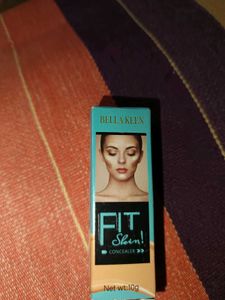 BELLA KEEN
FIT
Skin!
CONCEALER
Net wt:10g